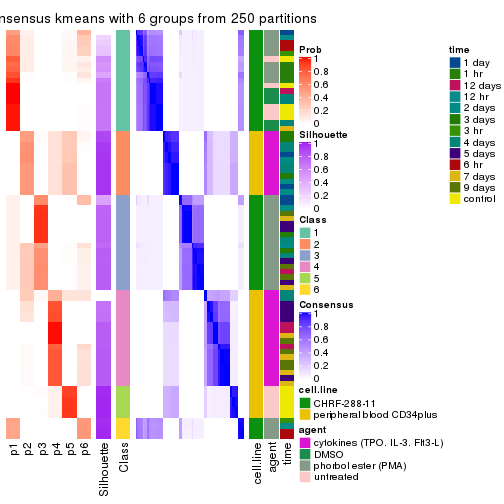 nsensus kmeans with 6 groups from 250 partitions
Prob
1
0.8
0.6
0.4
0.2
0
Silhouette
1
0.8
0.6
0.4
0.2
0
Class
1
2
3
4
5
6
Consensus
1
0.8
0.6
0.4
0.2
0
cell.line
CHRF-288-11
peripheral blood CD34plus
agent
cytokines (TPO, IL-3, Flt3-L)
DMSO
phorbol ester (PMA)
untreated
time
1 day
1 hr
12 days
12 hr
2 days
3 days
3 hr
4 days
5 days
6 hr
7 days
9 days
control
p1
p2
p3
p4
p5
p6
Silhouette
Class
cell.line
agent
time